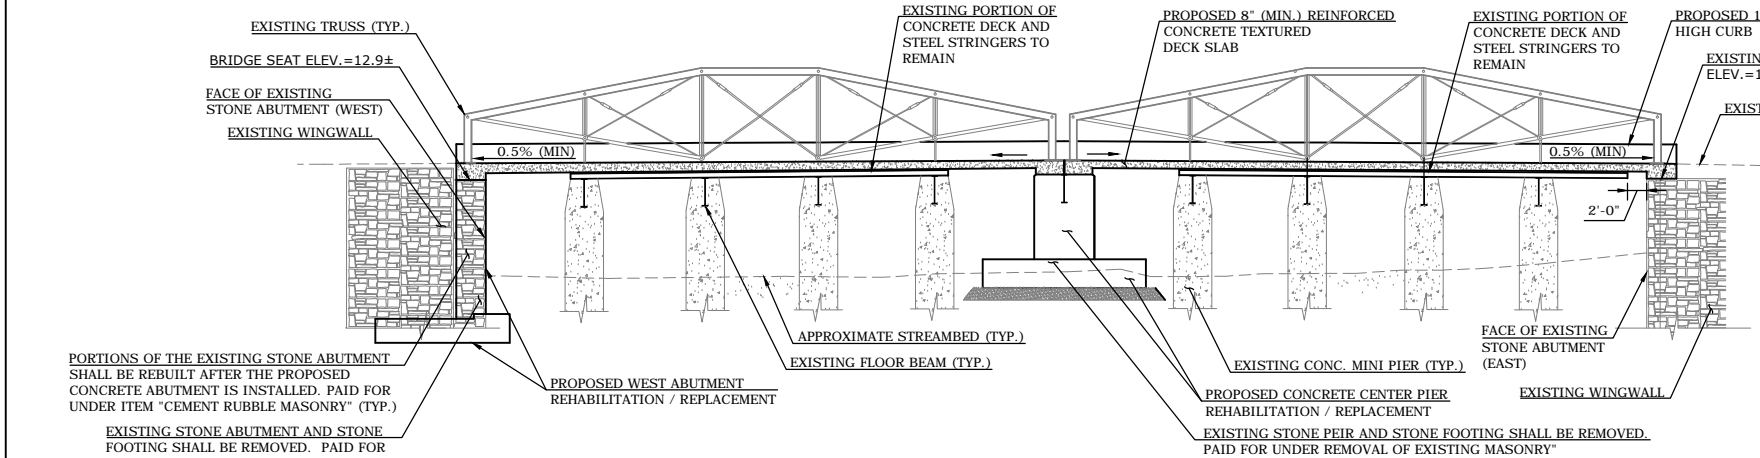 EXISTING TRUSS (TYP.)
BRIDGE SEAT ELEV.=12.9±
FACE OF EXISTING
STONE ABUTMENT (WEST)
EXISTING WINGWALL
EXISTING PORTION OF
CONCRETE DECK AND
STEEL STRINGERS TO
REMAIN
PROPOSED 8" (MIN.) REINFORCED
CONCRETE TEXTURED
DECK SLAB
EXISTING PORTION OF
CONCRETE DECK AND
STEEL STRINGERS TO
REMAIN
PROPOSED 1
HIGH CURB
EXISTIN
ELEV.=1
EXIST
0.5% (MIN)
0.5% (MIN)
2'-0"
PORTIONS OF THE EXISTING STONE ABUTMENT
SHALL BE REBUILT AFTER THE PROPOSED
CONCRETE ABUTMENT IS INSTALLED. PAID FOR
UNDER ITEM "CEMENT RUBBLE MASONRY" (TYP.)
EXISTING STONE ABUTMENT AND STONE
FOOTING SHALL BE REMOVED. PAID FOR
PROPOSED WEST ABUTMENT
REHABILITATION / REPLACEMENT
APPROXIMATE STREAMBED (TYP.)
EXISTING FLOOR BEAM (TYP.)
EXISTING CONC. MINI PIER (TYP.)
PROPOSED CONCRETE CENTER PIER
REHABILITATION / REPLACEMENT
EXISTING STONE PEIR AND STONE FOOTING SHALL BE REMOVED.
PAID FOR UNDER REMOVAL OF EXISTING MASONRY"
FACE OF EXISTING
STONE ABUTMENT
(EAST)
EXISTING WINGWALL